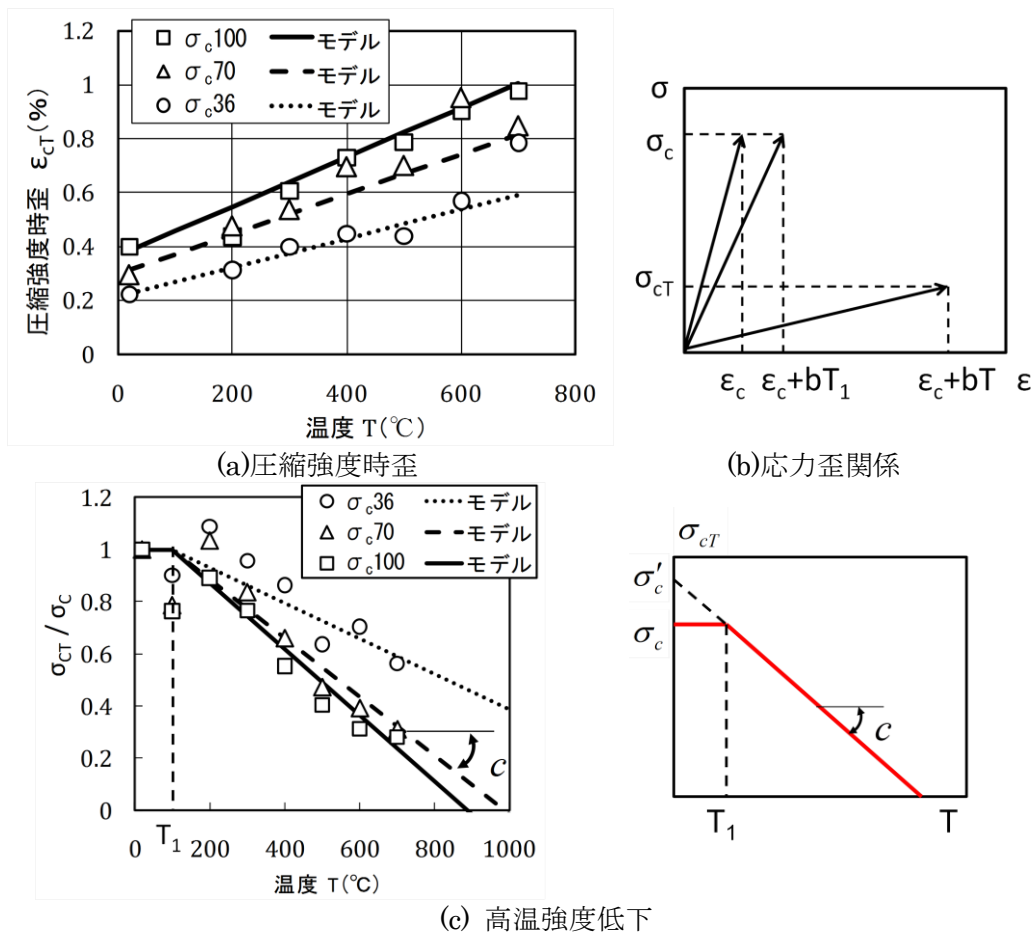 1.2
1
0.8
0.6
0.4
0.2
0
圧縮強度時歪 εcT(%)
□ σc100 モデル
△ σc70 モデル
○ σc36 モデル
0 200 400 600 800
温度 T(℃)
(a)圧縮強度時歪
σ
σc
σcT
εc εc+bT1 εc+bT ε
(b)応力歪関係
1.2
1
0.8
0.6
0.4
0.2
0
σCT / σC
○ σc36 モデル
△ σc70 モデル
□ σc100 モデル
c
T1
0 200 400 600 800 1000
温度 T(℃)
σcT
σ′c
σc
c
T1 T
(c) 高温強度低下